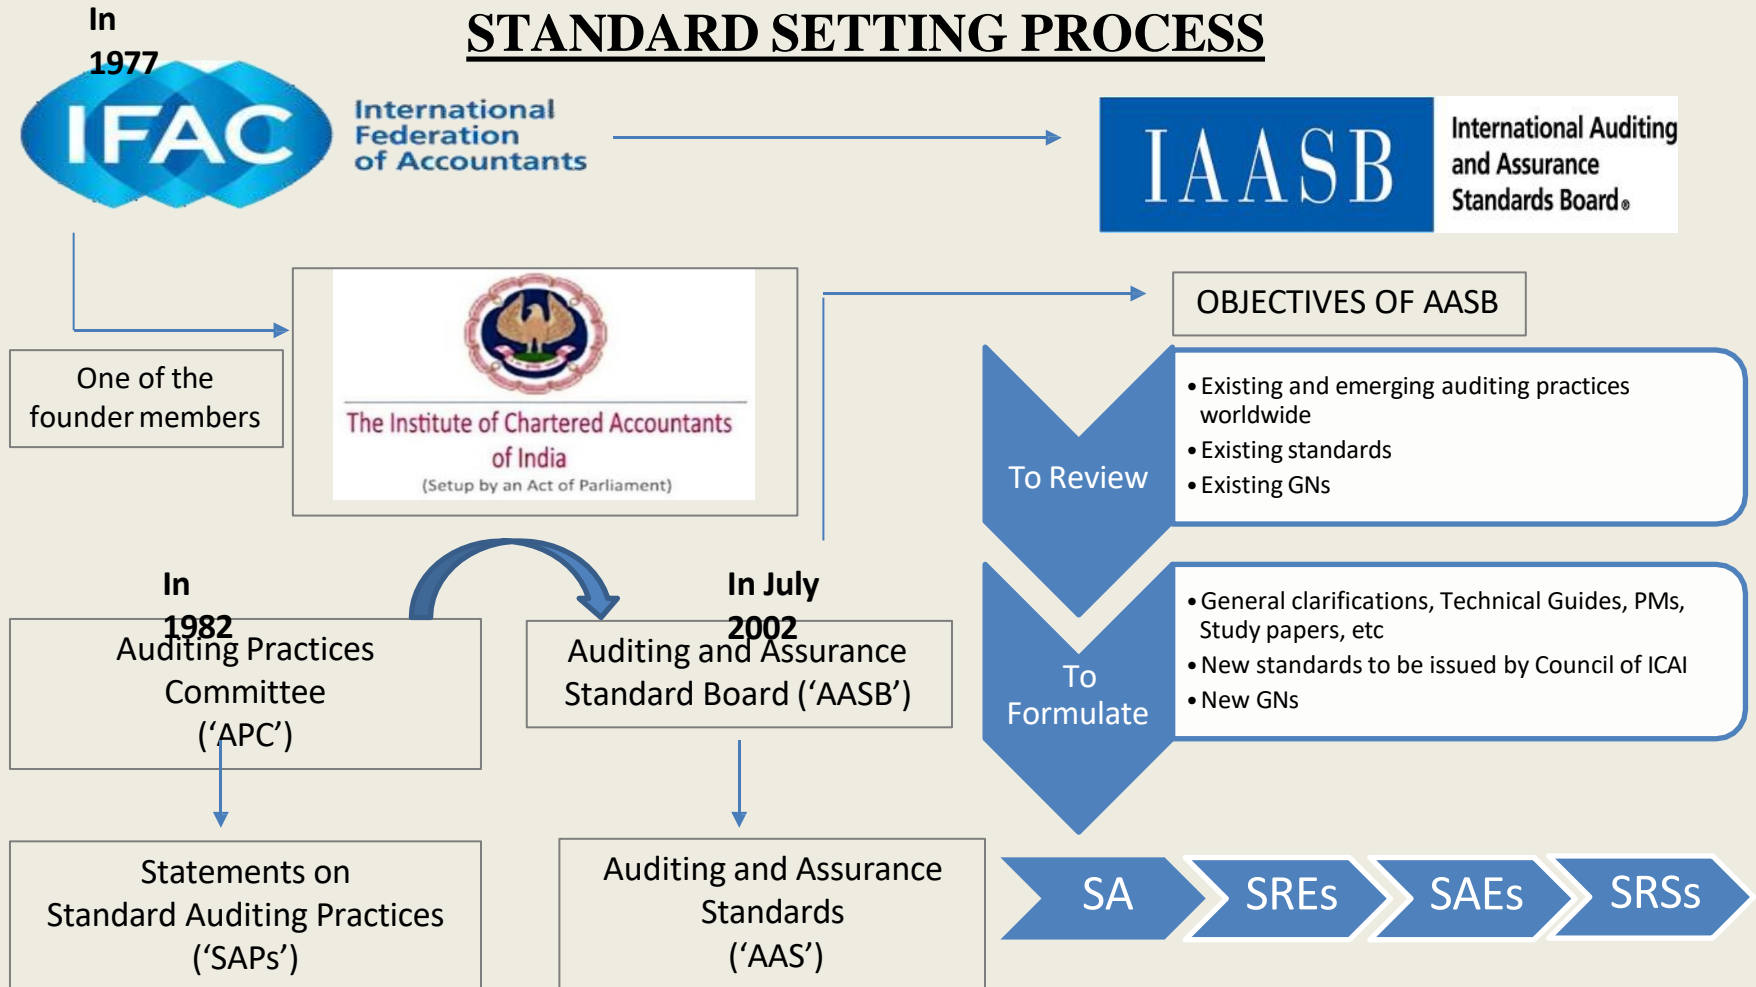 STANDARD SETTING PROCESS
In
1977
IFAC
International
Federation
of Accountants
IAASB
International Auditing
and Assurance
Standards Board®
One of the
founder members
The Institute of Chartered Accountants
of India
(Setup by an Act of Parliament)
OBJECTIVES OF AASB
To Review
•Existing and emerging auditing practices
worldwide
•Existing standards
•Existing GNs
To
Formulate
•General clarifications, Technical Guides, PMs,
Study papers, etc
•New standards to be issued by Council of ICAI
•New GNs
In
1982
Auditing Practices
Committee
(‘APC’)
In July
2002
Auditing and Assurance
Standard Board (‘AASB’)
Statements on
Standard Auditing Practices
(‘SAPs’)
Auditing and Assurance
Standards
(‘AAS’)
SA
SREs
SAEs
SRSs